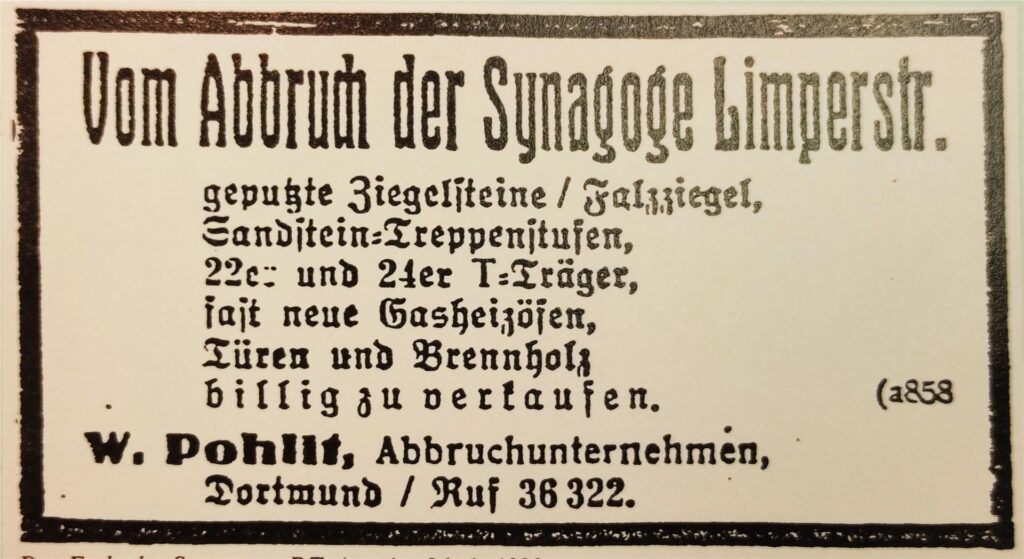 Vom Abbruch der Synagoge Limperstr.
geputzte Ziegelsteine / Falzziegel,
Sandstein-Treppenstufen,
22er und 24er T-Träger,
fast neue Gasheizöfen,
Türen und Brennholz
billig zu verkaufen.
(a858
W. Pohlit, Abbruchunternehmen,
Dortmund / Ruf 36 322.